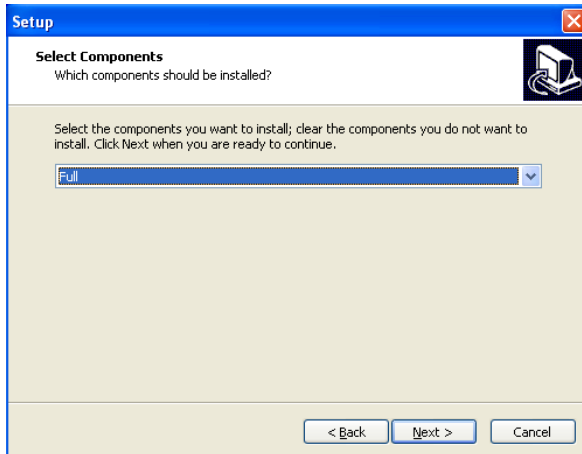 Setup
Select Components
Which components should be installed?
Select the components you want to install; clear the components you do not want to
install. Click Next when you are ready to continue.
Full
< Back
Next >
Cancel